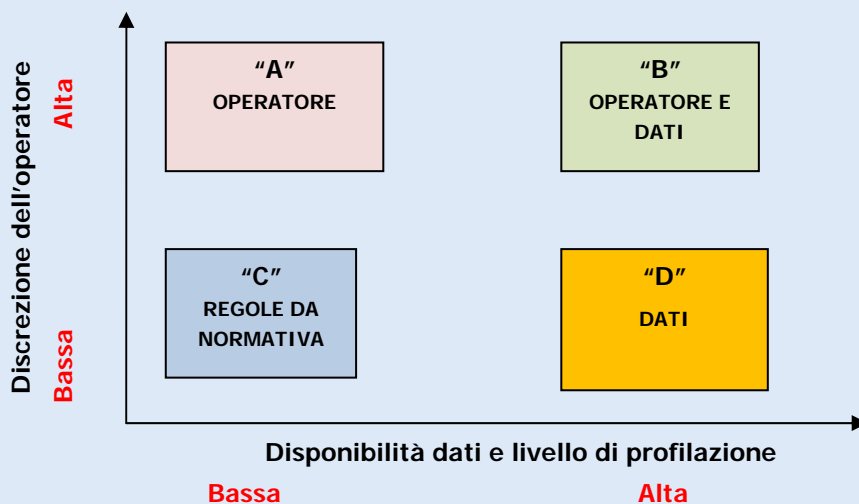 Discrezione dell’operatore
Alta
Bassa
“A”
OPERATORE
“B”
OPERATORE E
DATI
“C”
REGOLE DA
NORMATIVA
“D”
DATI
Disponibilità dati e livello di profilazione
Bassa
Alta